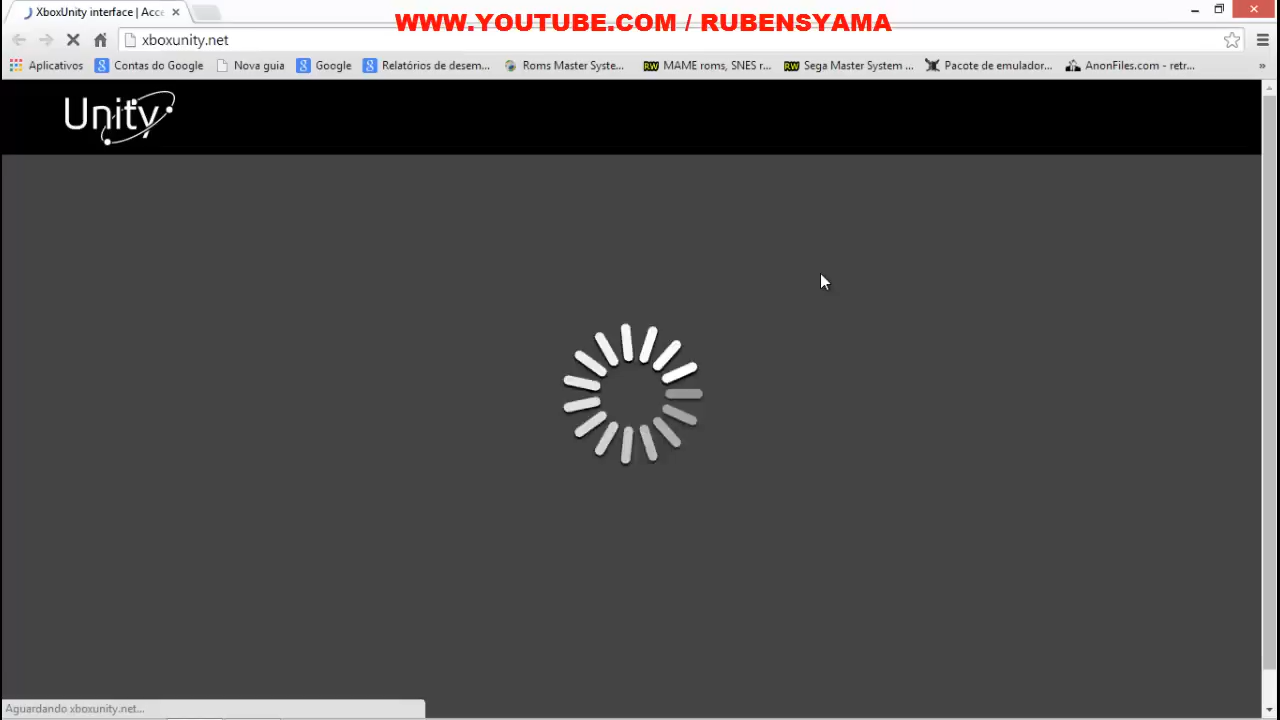 XboxUnity interface | Acce
WWW.YOUTUBE.COM / RUBENSYAMA
xboxunity.net
Aplicativos
Contas do Google
Nova guia
Google
Relatórios de desem...
Roms Master Syste...
MAME roms, SNES r...
Sega Master System ...
Pacote de emulador...
AnonFiles.com - retr...
»
Unity
Aguardando xboxunity.net...